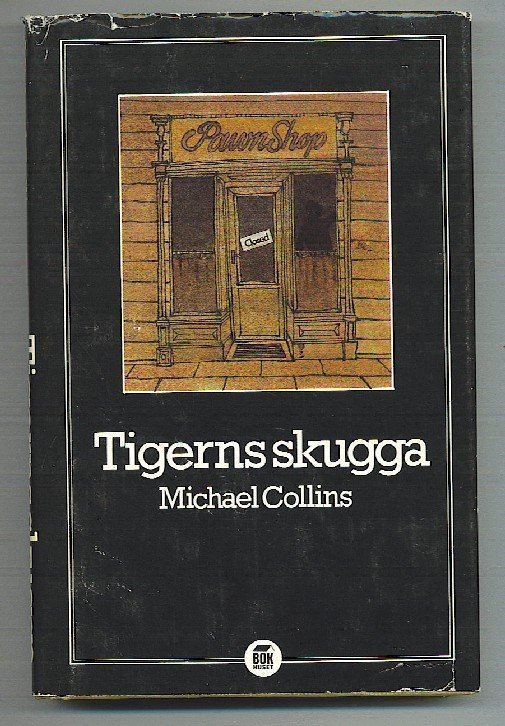 Pawn Shop
Closed
Tigerns skugga
Michael Collins
BOK
HUSET